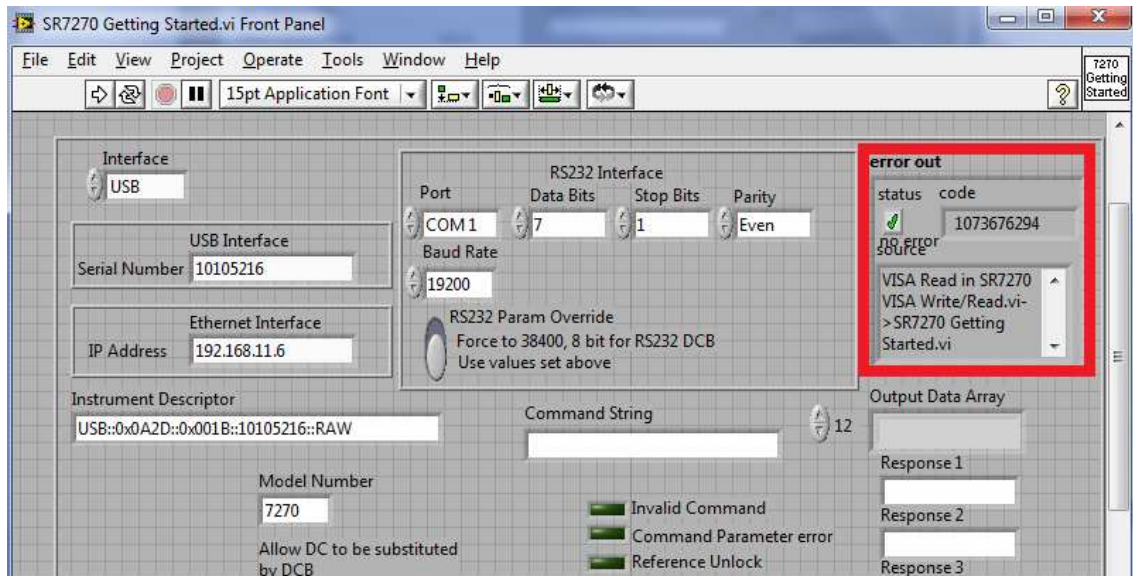 SR7270 Getting Started.vi Front Panel
File Edit View Project Operate Tools Window Help
15pt Application Font
7270
Getting
Started
Interface
USB
USB Interface
Serial Number 10105216
Ethernet Interface
IP Address 192.168.11.6
RS232 Interface
Port Data Bits Stop Bits Parity
COM 1 7 1 Even
Baud Rate
19200
RS232 Param Override
Force to 38400, 8 bit for RS232 DCB
Use values set above
error out
status code
1073676294
no error
source
VISA Read in SR7270
VISA Write/Read.vi-
>SR7270 Getting
Started.vi
Instrument Descriptor
USB::0x0A2D::0x001B::10105216::RAW
Command String
12
Output Data Array
Model Number
7270
Allow DC to be substituted
by DCB
Invalid Command
Command Parameter error
Reference Unlock
Response 1
Response 2
Response 3